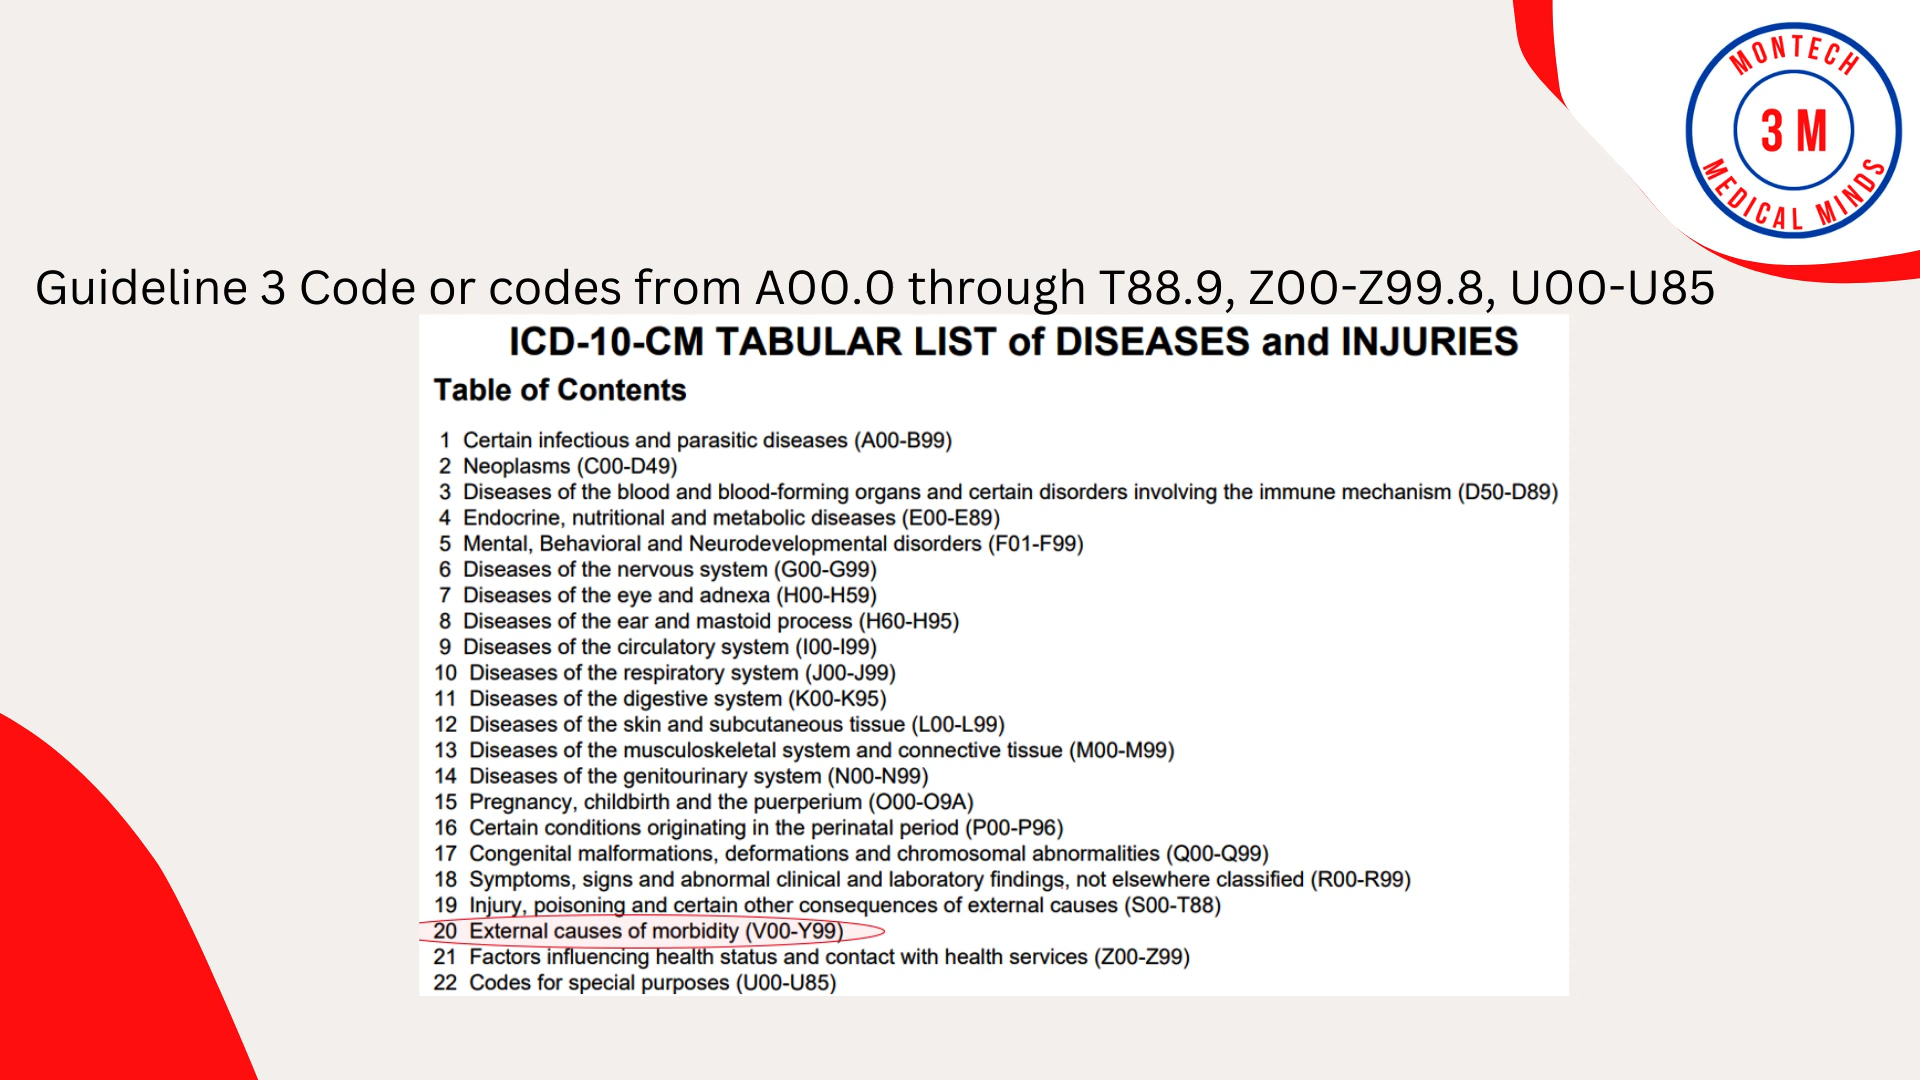 MONTECH
3 M
MEDICAL MINDS
Guideline 3 Code or codes from A00.0 through T88.9, Z00-Z99.8, U00-U85
ICD-10-CM TABULAR LIST of DISEASES and INJURIES
Table of Contents
1 Certain infectious and parasitic diseases (A00-B99)
2 Neoplasms (C00-D49)
3 Diseases of the blood and blood-forming organs and certain disorders involving the immune mechanism (D50-D89)
4 Endocrine, nutritional and metabolic diseases (E00-E89)
5 Mental, Behavioral and Neurodevelopmental disorders (F01-F99)
6 Diseases of the nervous system (G00-G99)
7 Diseases of the eye and adnexa (H00-H59)
8 Diseases of the ear and mastoid process (H60-H95)
9 Diseases of the circulatory system (I00-I99)
10 Diseases of the respiratory system (J00-J99)
11 Diseases of the digestive system (K00-K95)
12 Diseases of the skin and subcutaneous tissue (L00-L99)
13 Diseases of the musculoskeletal system and connective tissue (M00-M99)
14 Diseases of the genitourinary system (N00-N99)
15 Pregnancy, childbirth and the puerperium (O00-O9A)
16 Certain conditions originating in the perinatal period (P00-P96)
17 Congenital malformations, deformations and chromosomal abnormalities (Q00-Q99)
18 Symptoms, signs and abnormal clinical and laboratory findings, not elsewhere classified (R00-R99)
19 Injury, poisoning and certain other consequences of external causes (S00-T88)
20 External causes of morbidity (V00-Y99)
21 Factors influencing health status and contact with health services (Z00-Z99)
22 Codes for special purposes (U00-U85)